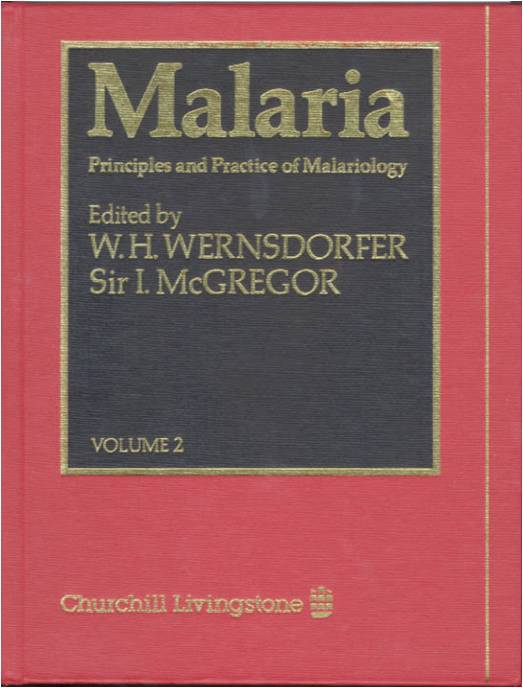 Malaria
Principles and Practice of Malariology
Edited by
W. H. WERNSDORFER
Sir I. McGREGOR
VOLUME 2
Churchill Livingstone